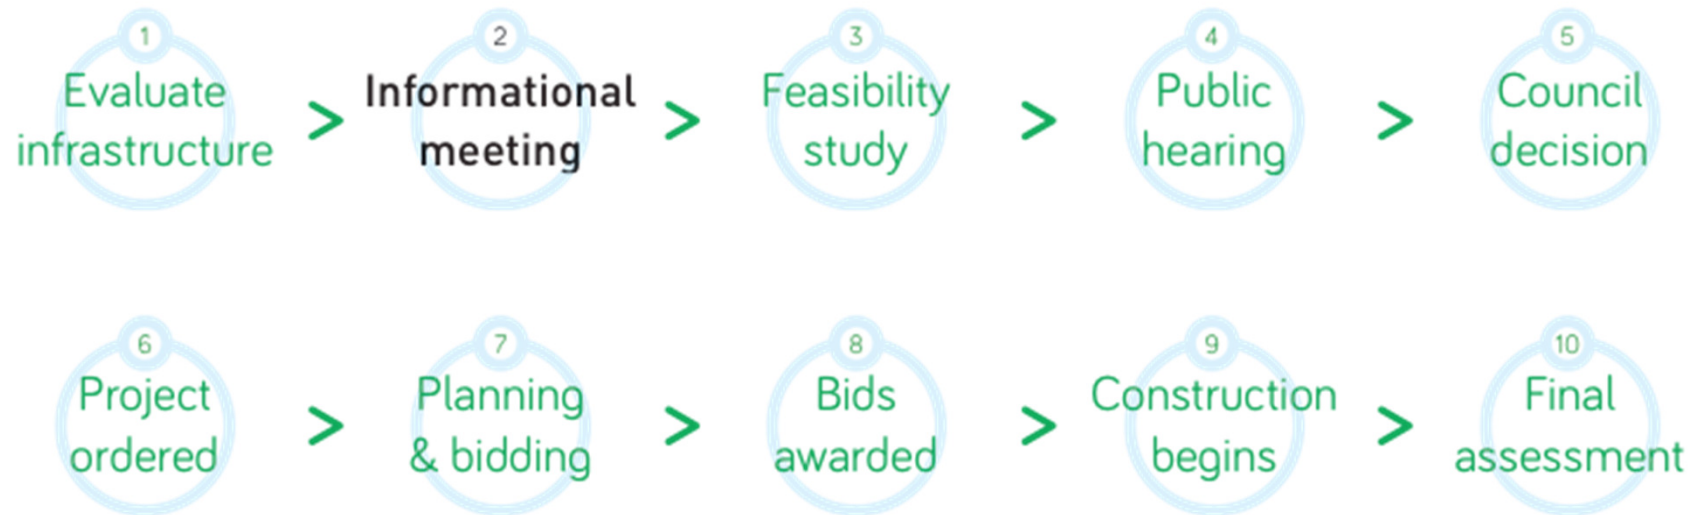 1 2 3 4 5
Evaluate > Informational > Feasibility > Public > Council
infrastructure meeting study hearing decision
6 7 8 9 10
Project > Planning > Bids > Construction > Final
ordered & bidding awarded begins assessment